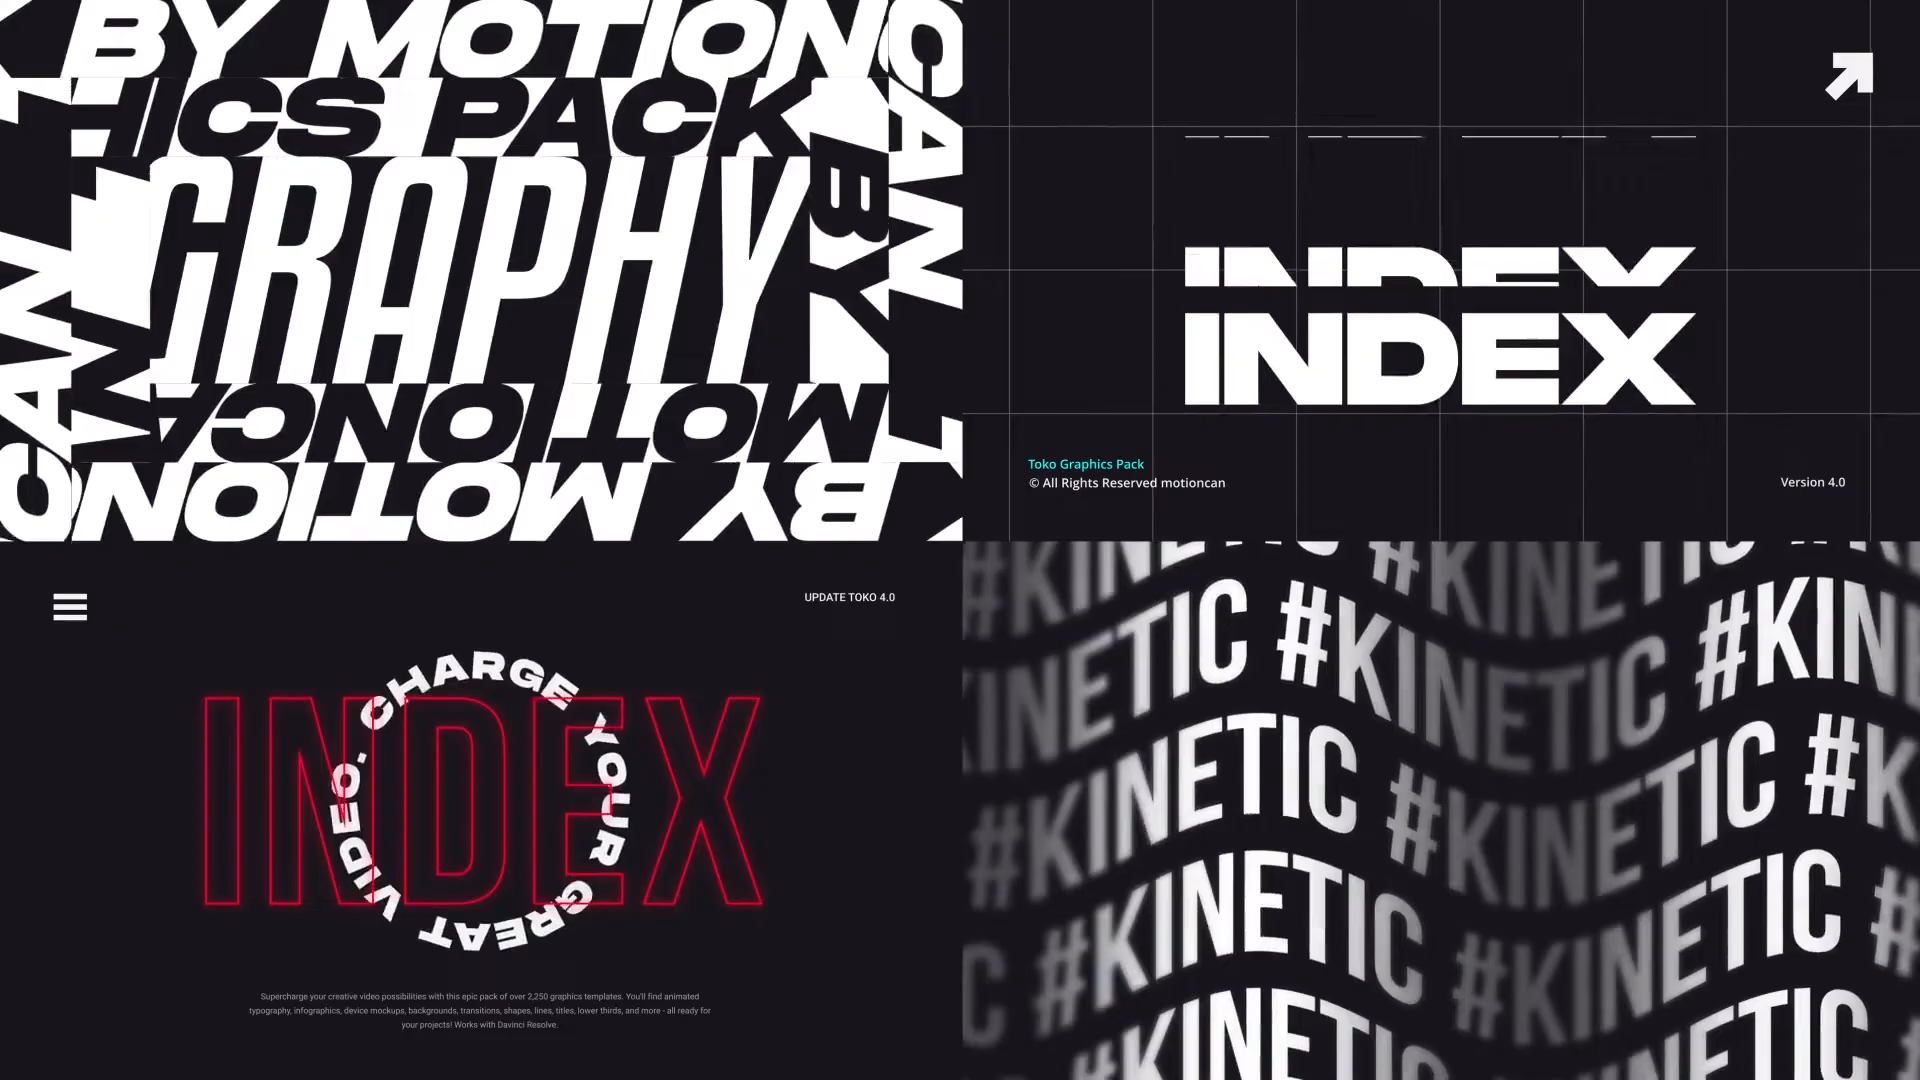 BY MOTIONCAN
HICS PACK BY
GRAPHY
CAN
MOTIONCA
BY MOTION
INDEX
INDEX
Toko Graphics Pack
© All Rights Reserved motioncan
Version 4.0
UPDATE TOKO 4.0
CHARGE YOUR GREAT VIDEO.
INDEX
Supercharge your creative video possibilities with this epic pack of over 2,250 graphics templates. You'll find animated
typography, infographics, device mockups, backgrounds, transitions, shapes, lines, titles, lower thirds, and more - all ready for
your projects! Works with Davinci Resolve.
#KINETIC #KINETIC
KINETIC #KINETIC #KIN
#KINETIC #KINETIC #K
C #KINETIC #KINETIC #
#KINETIC #KINETIC